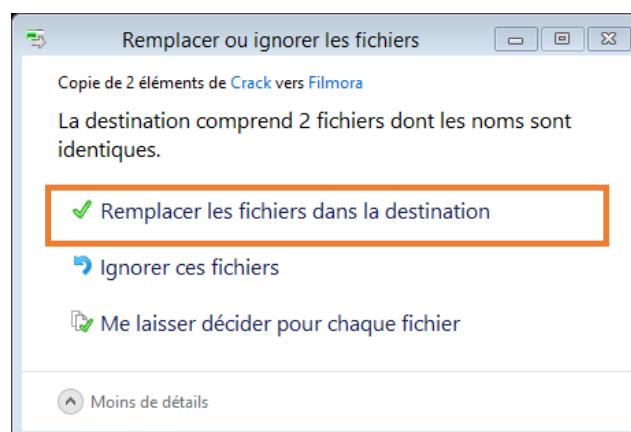 Remplacer ou ignorer les fichiers
Copie de 2 éléments de Crack vers Filmora
La destination comprend 2 fichiers dont les noms sont
identiques.
Remplacer les fichiers dans la destination
Ignorer ces fichiers
Me laisser décider pour chaque fichier
Moins de détails